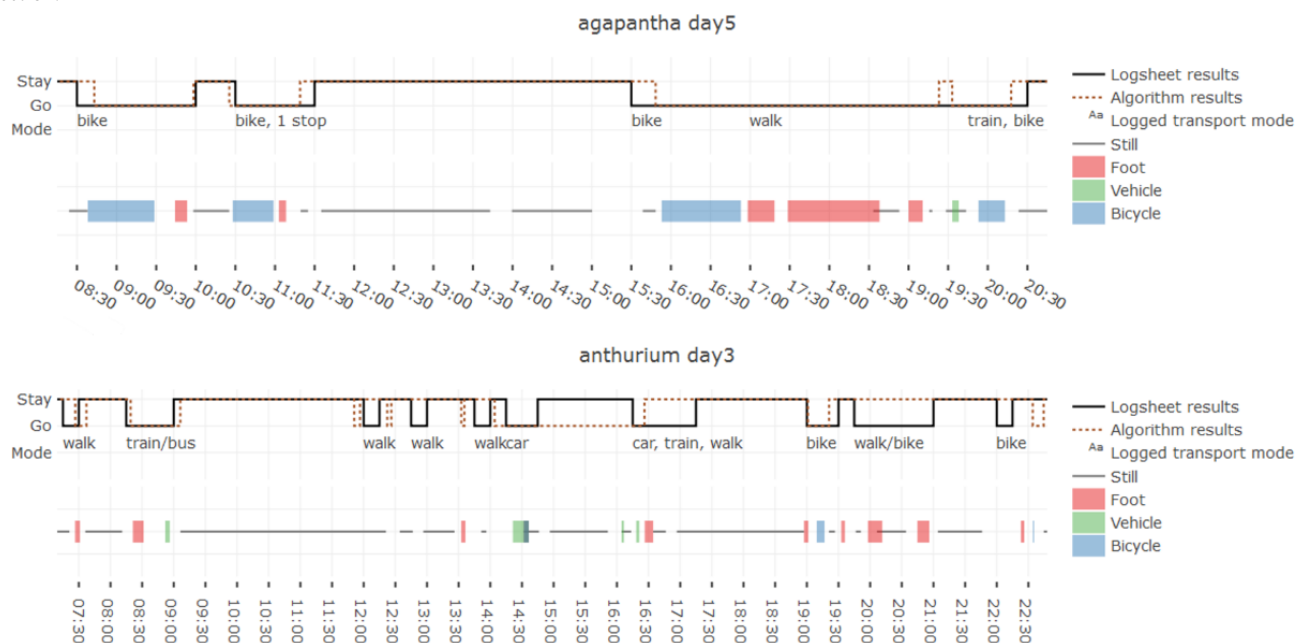 agapantha day5
Stay
Go
Mode
bike
bike, 1 stop
bike
walk
train, bike
Logsheet results
Algorithm results
Aa Logged transport mode
Still
Foot
Vehicle
Bicycle
08:30 09:00 09:30 10:00 10:30 11:00 11:30 12:00 12:30 13:00 13:30 14:00 14:30 15:00 15:30 16:00 16:30 17:00 17:30 18:00 18:30 19:00 19:30 20:00 20:30
anthurium day3
Stay
Go
Mode
walk
train/bus
walk
walk
walkcar
car, train, walk
bike
walk/bike
bike
Logsheet results
Algorithm results
Aa Logged transport mode
Still
Foot
Vehicle
Bicycle
07:30 08:00 08:30 09:00 09:30 10:00 10:30 11:00 11:30 12:00 12:30 13:00 13:30 14:00 14:30 15:00 15:30 16:00 16:30 17:00 17:30 18:00 18:30 19:00 19:30 20:00 20:30 21:00 21:30 22:00 22:30